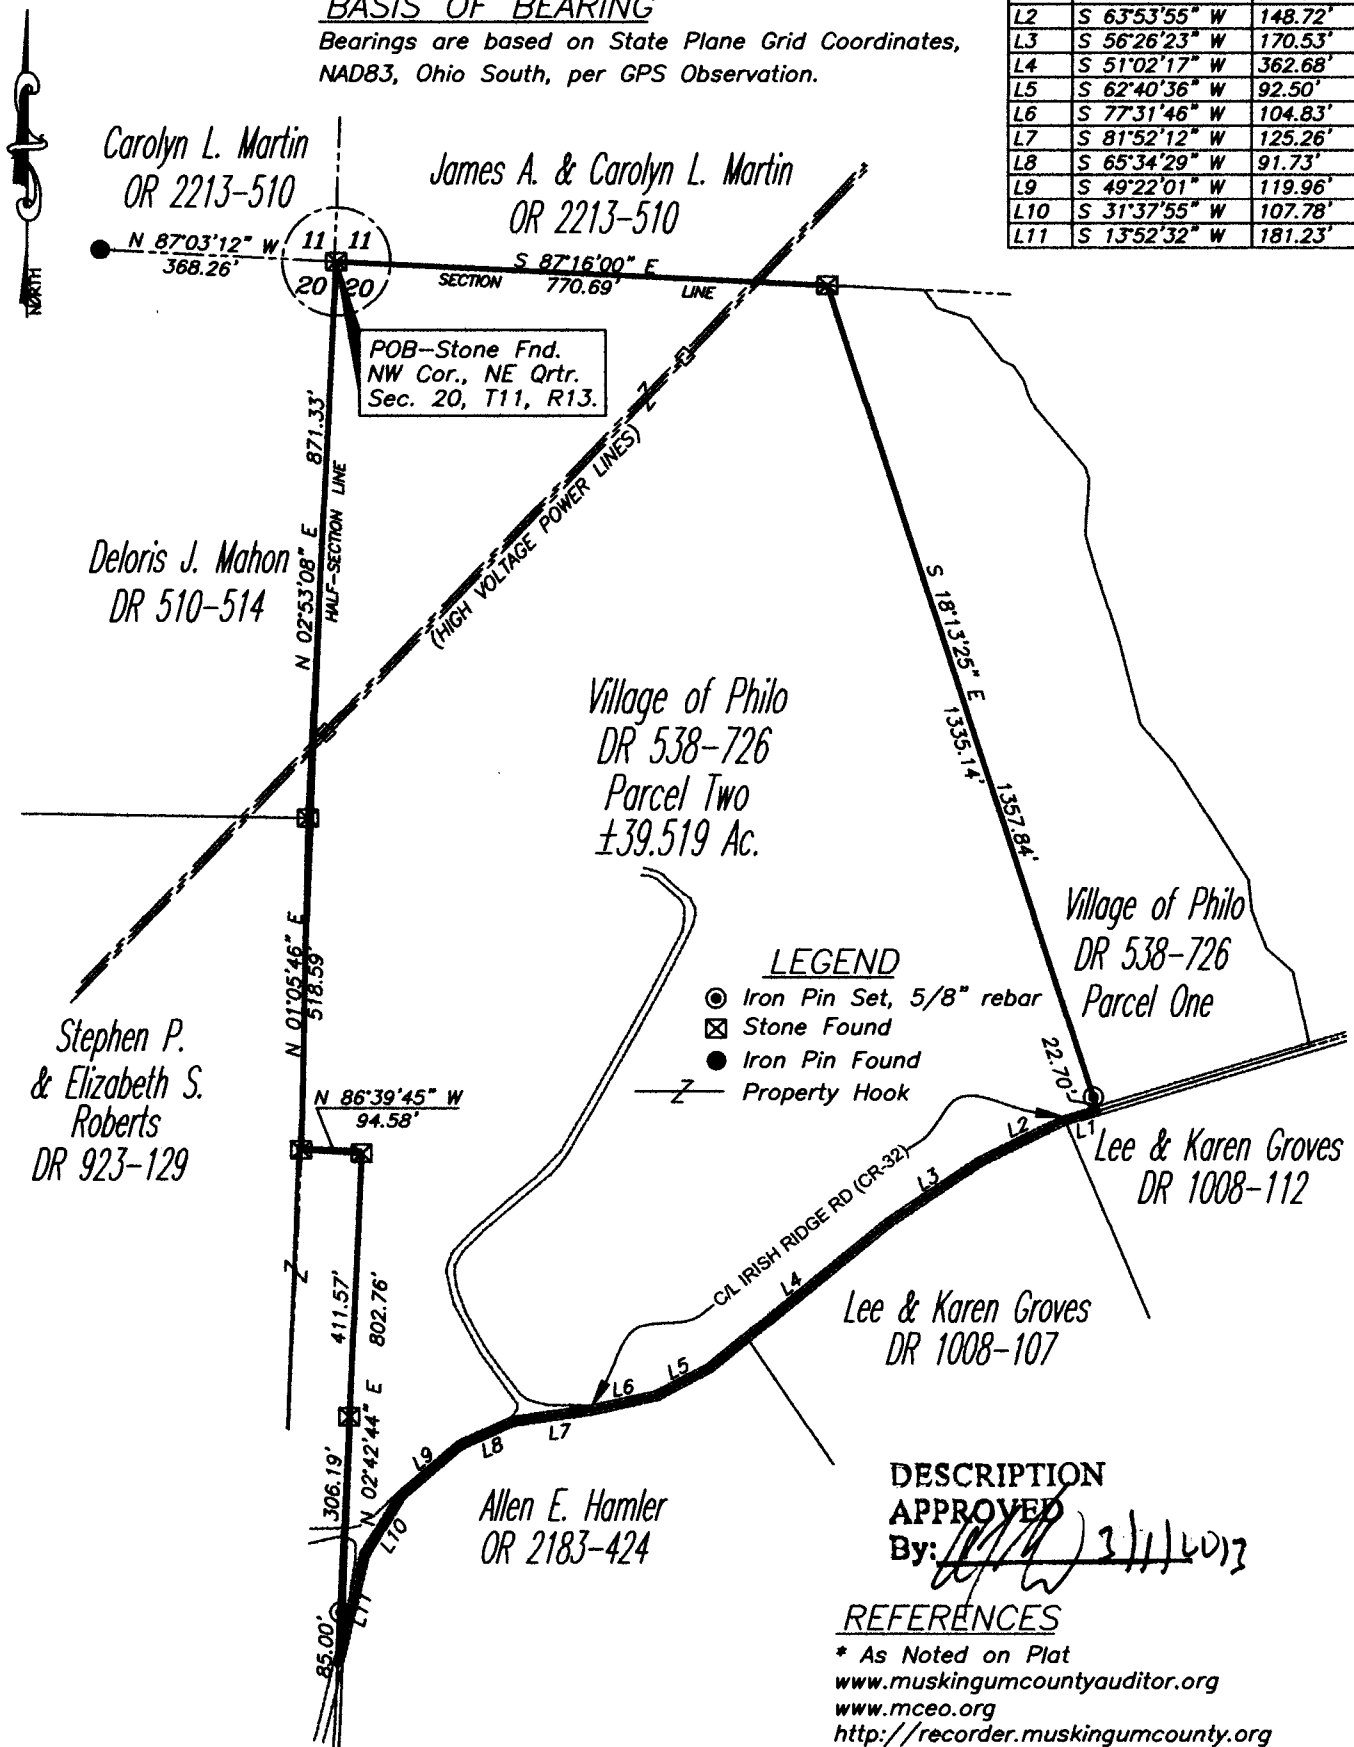 BASIS OF BEARING
Bearings are based on State Plane Grid Coordinates,
NAD83, Ohio South, per GPS Observation.
L2 S 63°53'55" W 148.72'
L3 S 56°26'23" W 170.53'
L4 S 51°02'17" W 362.68'
L5 S 62°40'36" W 92.50'
L6 S 77°31'46" W 104.83'
L7 S 81°52'12" W 125.26'
L8 S 65°34'29" W 91.73'
L9 S 49°22'01" W 119.96'
L10 S 31°37'55" W 107.78'
L11 S 13°52'32" W 181.23'
NORTH
Carolyn L. Martin
OR 2213-510
James A. & Carolyn L. Martin
OR 2213-510
N 87°03'12" W
368.26'
11 11
20 20
S 87°16'00" E
SECTION 770.69' LINE
POB-Stone Fnd.
NW Cor., NE Qrtr.
Sec. 20, T11, R13.
N 02°53'08" E 871.33'
HALF-SECTION LINE
(HIGH VOLTAGE POWER LINES)
Z
Deloris J. Mahon
DR 510-514
S 18°13'25" E
1335.14'
1357.84'
Village of Philo
DR 538-726
Parcel Two
±39.519 Ac.
Village of Philo
DR 538-726
Parcel One
N 01°05'46" E
518.59'
LEGEND
Iron Pin Set, 5/8" rebar
Stone Found
Iron Pin Found
Z Property Hook
22.70'
Stephen P.
& Elizabeth S.
Roberts
DR 923-129
N 86°39'45" W
94.58'
L1
L2
L3
Lee & Karen Groves
DR 1008-112
C/L IRISH RIDGE RD (CR-32)
Z
411.57'
802.76'
L4
Lee & Karen Groves
DR 1008-107
L5
L6
L7
L8
L9
N 02°42'44" E
306.19'
L10
L11
85.00'
Allen E. Hamler
OR 2183-424
DESCRIPTION
APPROVED
By: 3/1/2013
REFERENCES
* As Noted on Plat
www.muskingumcountyauditor.org
www.mceo.org
http://recorder.muskingumcounty.org